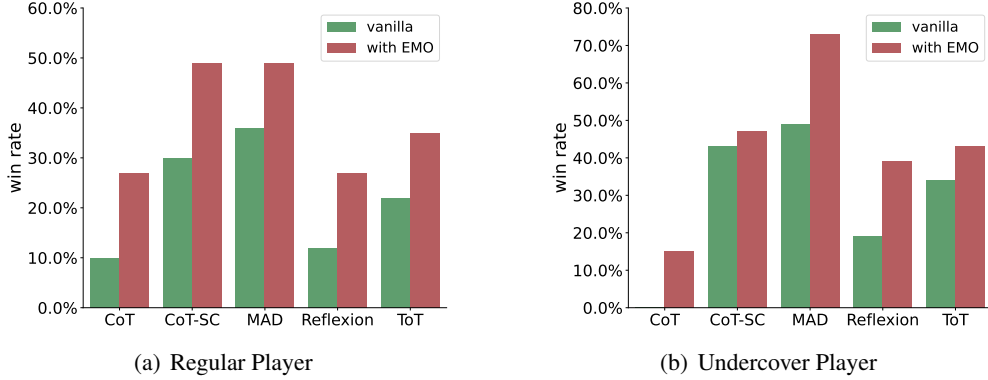 60.0%
50.0%
40.0%
30.0%
20.0%
10.0%
0.0%
win rate
vanilla
with EMO
CoT CoT-SC MAD Reflexion ToT
(a) Regular Player
80.0%
70.0%
60.0%
50.0%
40.0%
30.0%
20.0%
10.0%
0.0%
win rate
vanilla
with EMO
CoT CoT-SC MAD Reflexion ToT
(b) Undercover Player